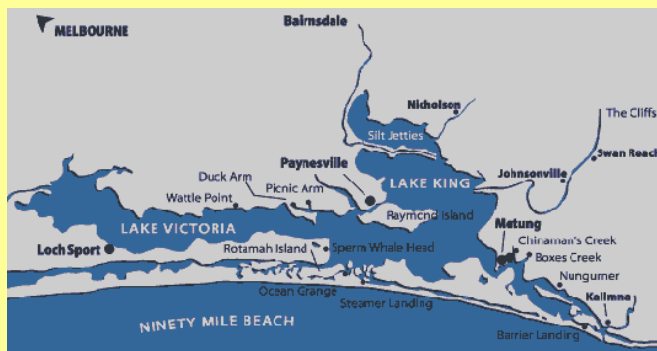 MELBOURNE
Bairnsdale
Nicholson
The Cliffs
Silt Jetties
Swan Reach
Paynesville
Johnsonville
Duck Arm
Picnic Arm
LAKE KING
Wattle Point
Raymond Island
LAKE VICTORIA
Metung
Chinaman's Creek
Loch Sport
Rotamah Island
Sperm Whale Head
Boxes Creek
Nungurner
Ocean Grange
Steamer Landing
Kalimna
NINETY MILE BEACH
Barrier Landing